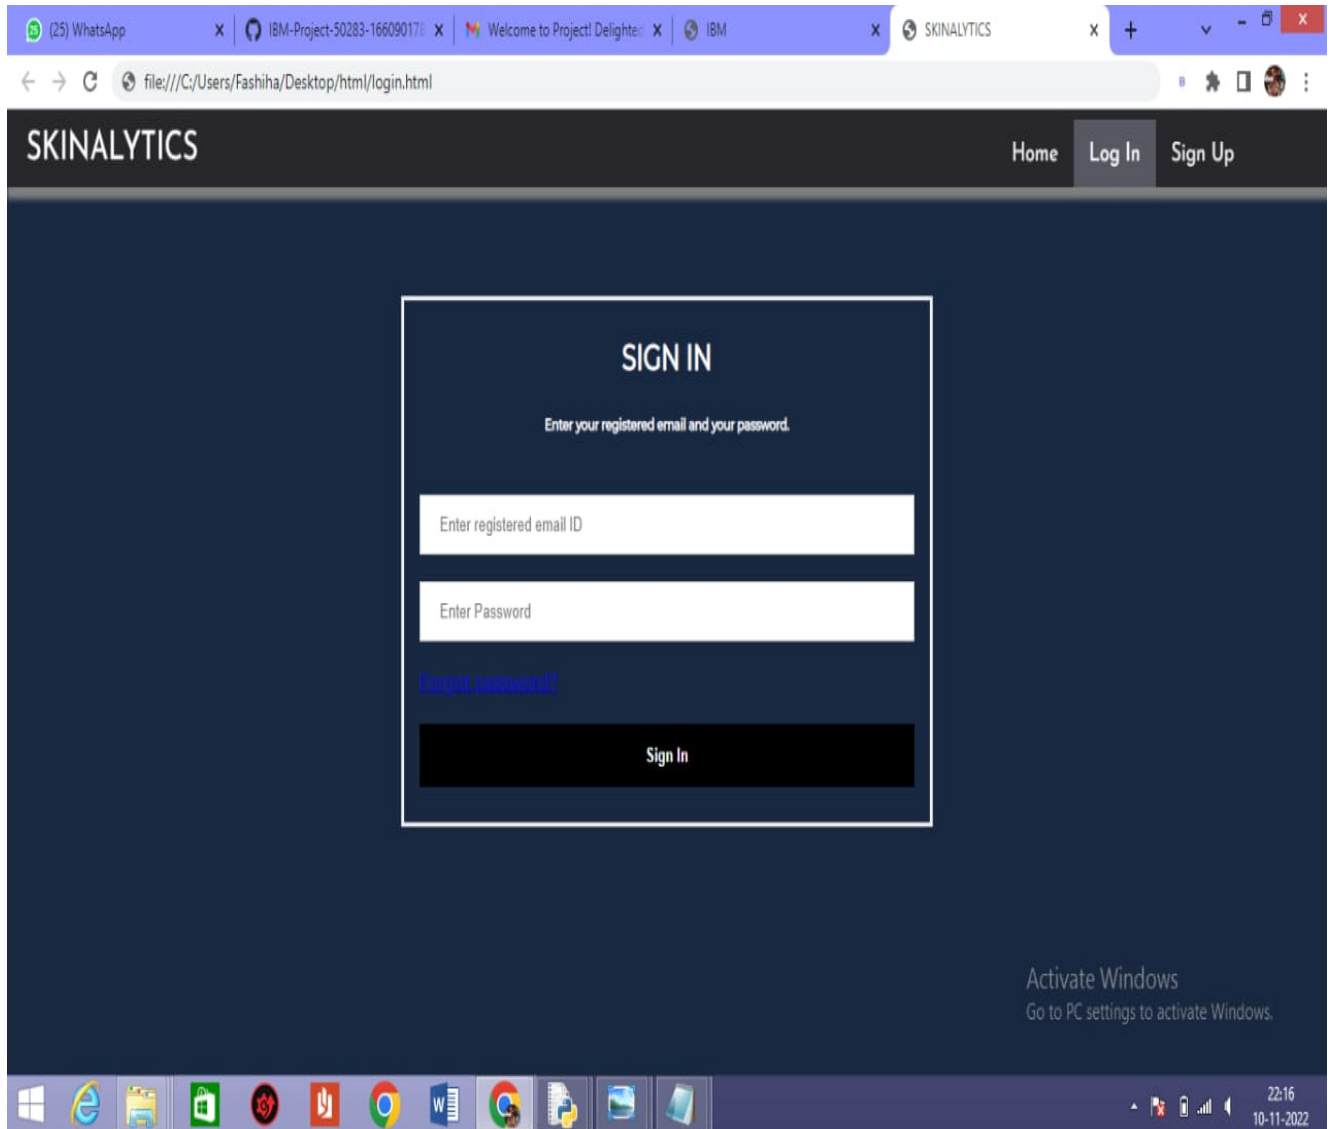 (25) WhatsApp
IBM-Project-50283-166090178
Welcome to Project! Delighted
IBM
SKINALYTICS
file:///C:/Users/Fashiha/Desktop/html/login.html
SKINALYTICS
Home
Log In
Sign Up
SIGN IN
Enter your registered email and your password.
Enter registered email ID
Enter Password
Forgot password?
Sign In
Activate Windows
Go to PC settings to activate Windows.
22:16
10-11-2022